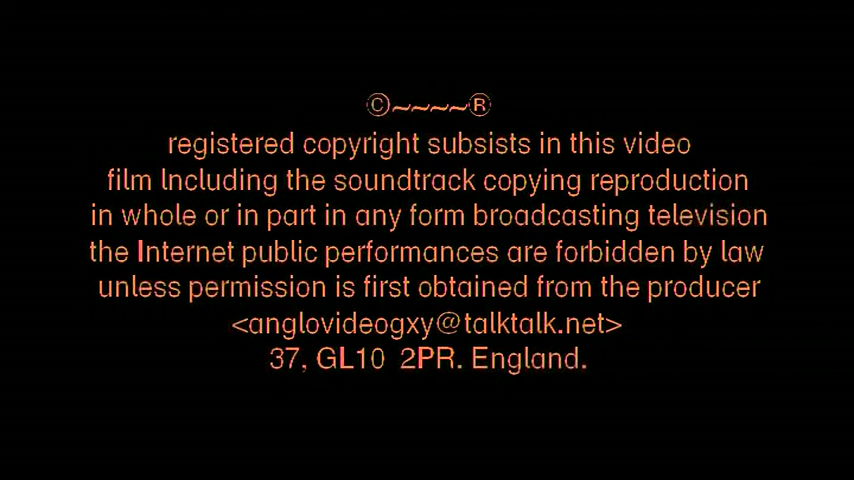 ©~~~~®
registered copyright subsists in this video
film lncluding the soundtrack copying reproduction
in whole or in part in any form broadcasting television
the Internet public performances are forbidden by law
unless permission is first obtained from the producer
<anglovideogxy@talktalk.net>
37, GL10  2PR. England.